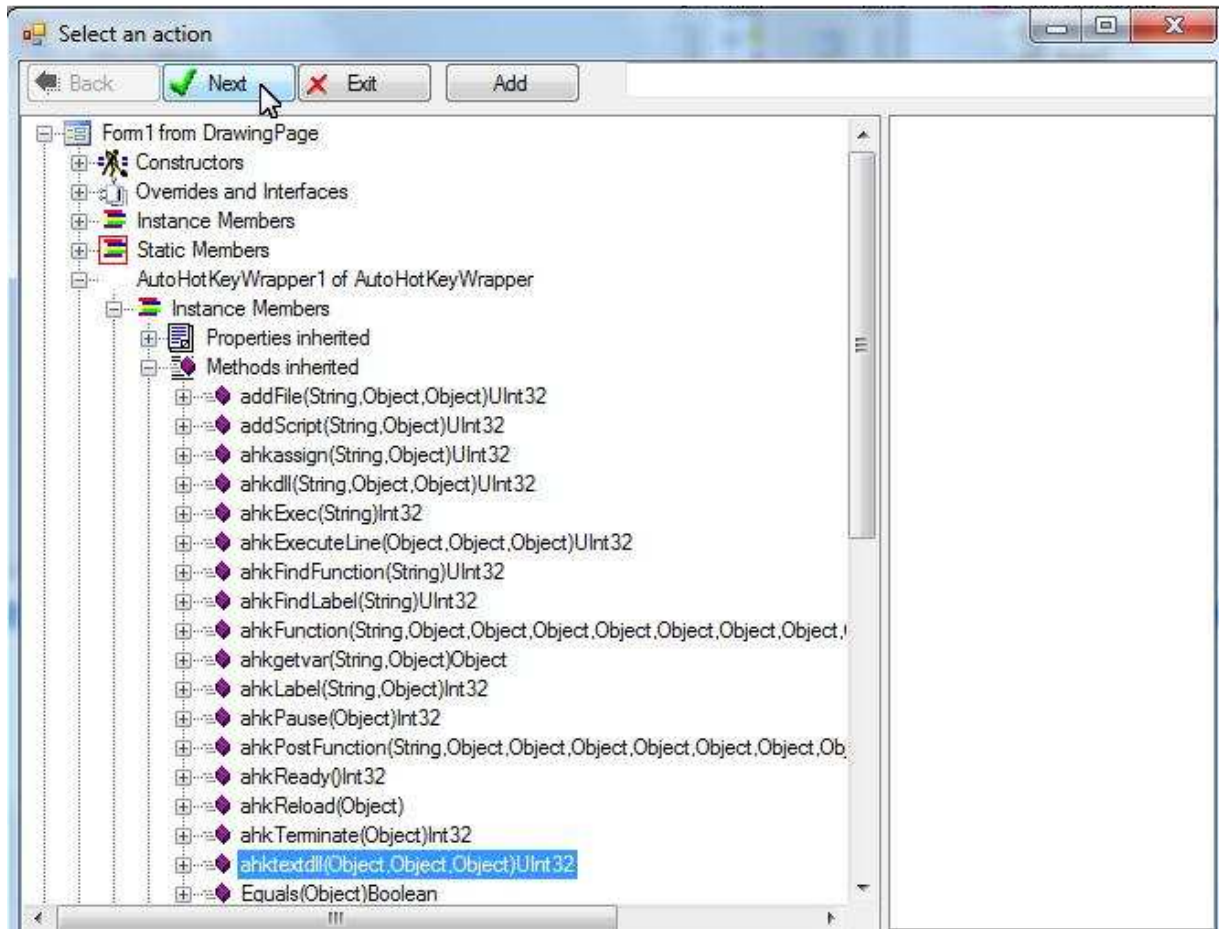 Select an action
Back Next Exit Add
Form1 from DrawingPage
Constructors
Overrides and Interfaces
Instance Members
Static Members
AutoHotKeyWrapper1 of AutoHotKeyWrapper
Instance Members
Properties inherited
Methods inherited
addFile(String,Object,Object)UInt32
addScript(String,Object)UInt32
ahkassign(String,Object)UInt32
ahkdll(String,Object,Object)UInt32
ahkExec(String)Int32
ahkExecuteLine(Object,Object,Object)UInt32
ahkFindFunction(String)UInt32
ahkFindLabel(String)UInt32
ahkFunction(String,Object,Object,Object,Object,Object,Object,Object,
ahkgetvar(String,Object)Object
ahkLabel(String,Object)Int32
ahkPause(Object)Int32
ahkPostFunction(String,Object,Object,Object,Object,Object,Object,Ob
ahkReady()Int32
ahkReload(Object)
ahkTerminate(Object)Int32
ahktextdll(Object,Object,Object)UInt32
Equals(Object)Boolean